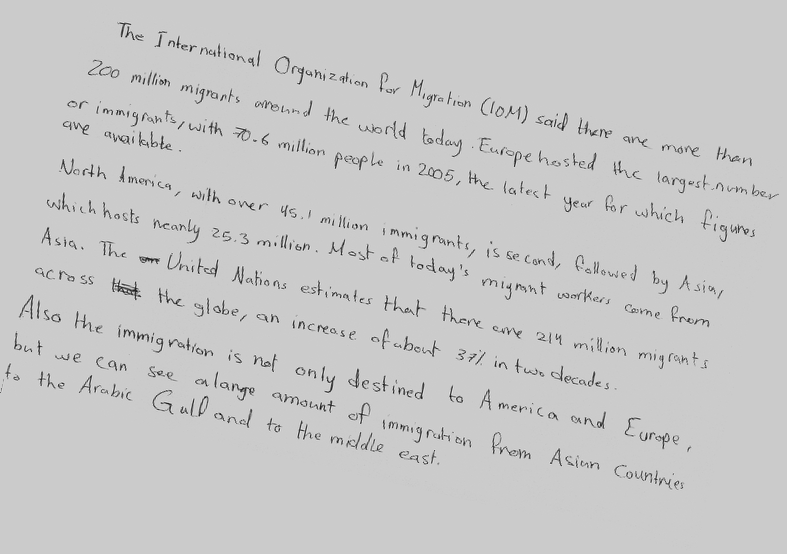 The International Organization for Migration (IOM) said there are more than
200 million migrants around the world today. Europe hosted the largest number
or immigrants, with 70.6 million people in 2005, the latest year for which figures
are available.
North America, with over 45.1 million immigrants, is second, followed by Asia,
which hosts nearly 25.3 million. Most of today's migrant workers come from
Asia. The United Nations estimates that there are 214 million migrants
across the globe, an increase of about 37% in two decades.
Also the immigration is not only destined to America and Europe,
but we can see a large amount of immigration from Asian Countries
to the Arabic Gulf and to the middle east.